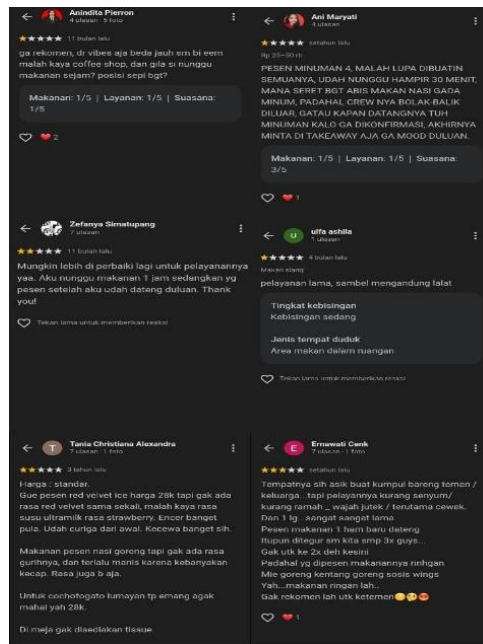 Anindita Pierron
4 ulasan · 5 foto
11 bulan lalu
ga rekomen, dr vibes aja beda jauh sm bi eem
malah kaya coffee shop, dan gila si nunggu
makanan sejam? posisi sepi bgt?
Makanan: 1/5 | Layanan: 1/5 | Suasana:
1/5
2
Ani Maryati
4 ulasan
setahun lalu
Rp 25–50 rb
PESEN MINUMAN 4, MALAH LUPA DIBUATIN
SEMUANYA, UDAH NUNGGU HAMPIR 30 MENIT,
MANA SERET BGT ABIS MAKAN NASI GADA
MINUM, PADAHAL CREW NYA BOLAK-BALIK
DILUAR, GATAU KAPAN DATANGNYA TUH
MINUMAN KALO GA DIKONFIRMASI, AKHIRNYA
MINTA DI TAKEAWAY AJA GA MOOD DULUAN.
Makanan: 1/5 | Layanan: 1/5 | Suasana:
3/5
1
Zefanya Simatupang
7 ulasan
11 bulan lalu
Mungkin lebih di perbaiki lagi untuk pelayanannya
yaa. Aku nunggu makanan 1 jam sedangkan yg
pesen setelah aku udah dateng duluan. Thank
you!
Tekan lama untuk memberikan reaksi
U
ulfa ashila
1 ulasan
4 bulan lalu
Makan siang
pelayanan lama, sambel mengandung lalat
Tingkat kebisingan
Kebisingan sedang
Jenis tempat duduk
Area makan dalam ruangan
Tekan lama untuk memberikan reaksi
T
Tania Christiana Alexandra
7 ulasan · 1 foto
3 tahun lalu
Harga : standar.
Gue pesen red velvet ice harga 28k tapi gak ada
rasa red velvet sama sekali, malah kaya rasa
susu ultramilk rasa strawberry. Encer banget
pula. Udah curiga dari awal. Kecewa banget sih.
Makanan pesen nasi goreng tapi gak ada rasa
gurihnya, dan terlalu manis karena kebanyakan
kecap. Rasa juga b aja.
Untuk cochofogato lumayan tp emang agak
mahal yah 28k.
Di meja gak disediakan tissue
E
Ernawati Cenk
7 ulasan · 1 foto
setahun lalu
Tempatnya sih asik buat kumpul bareng temen /
keluarga...tapi pelayannya kurang senyum/
kurang ramah _ wajah jutek / terutama cewek.
Dan 1 lg ..sangat sangat lama
Pesen makanan 1 ham baru dateng
Itupun ditegur sm kita smp 3x guys...
Gak utk ke 2x deh kesini
Padahal yg dipesen makanannya rinhgan
Mie goreng kentang goreng sosis wings
Yah...makanan ringan lah..
Gak rekomen lah utk ketemen
1